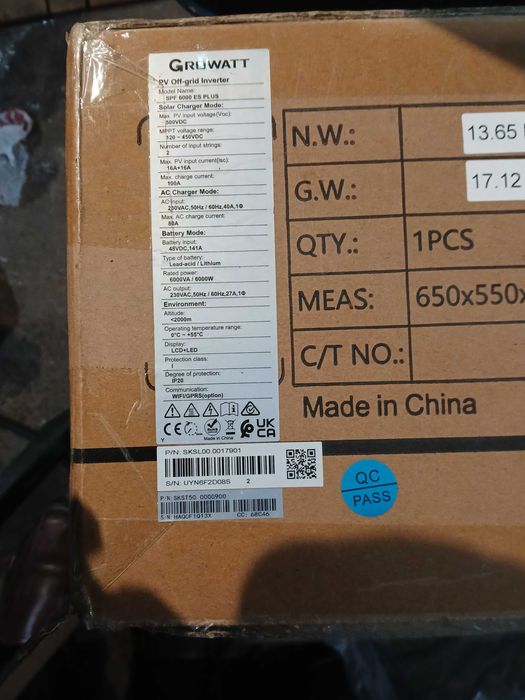 GROWATT
PV Off-grid Inverter
Model Name:
SPF 6000 ES PLUS
Solar Charger Mode:
Max. PV input voltage(Voc):
500VDC
MPPT voltage range:
120 ~ 450VDC
Number of input strings:
2
Max. PV input current(Isc):
16A+16A
Max. charge current:
100A
AC Charger Mode:
AC input:
230VAC,50Hz / 60Hz,40A,1Φ
Max. AC charge current:
80A
Battery Mode:
Battery input:
48VDC,141A
Type of battery:
Lead-acid / Lithium
Rated power:
6000VA / 6000W
AC output:
230VAC,50Hz / 60Hz,27A,1Φ
Environment:
Altitude:
<2000m
Operating temperature range:
0°C ~ +55°C
Display:
LCD+LED
Protection class:
I
Degree of protection:
IP20
Communication:
WIFI/GPRS(option)
CE
Made in China
UK
CA
Y
P/N: SKSL00.0017901
S/N: UYN6F2D08S 2
P/N:SKST50.0000900
S/N:HAQCF1013X CC: 68C46
N.W.: 13.65
G.W.: 17.12
QTY.: 1PCS
MEAS: 650x550x
C/T NO.:
Made in China
QC
PASS